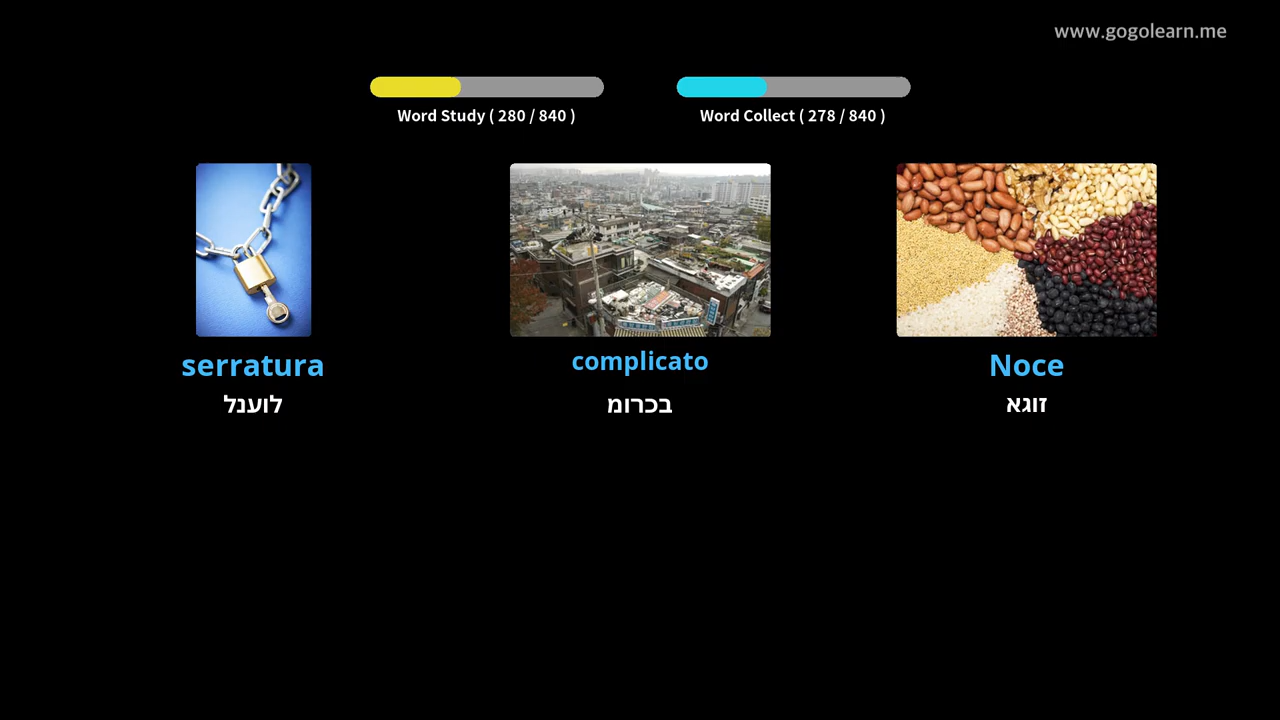 www.gogolearn.me
Word Study ( 280 / 840 )
Word Collect ( 278 / 840 )
serratura
לוענל
complicato
בכרומ
Noce
זוגא